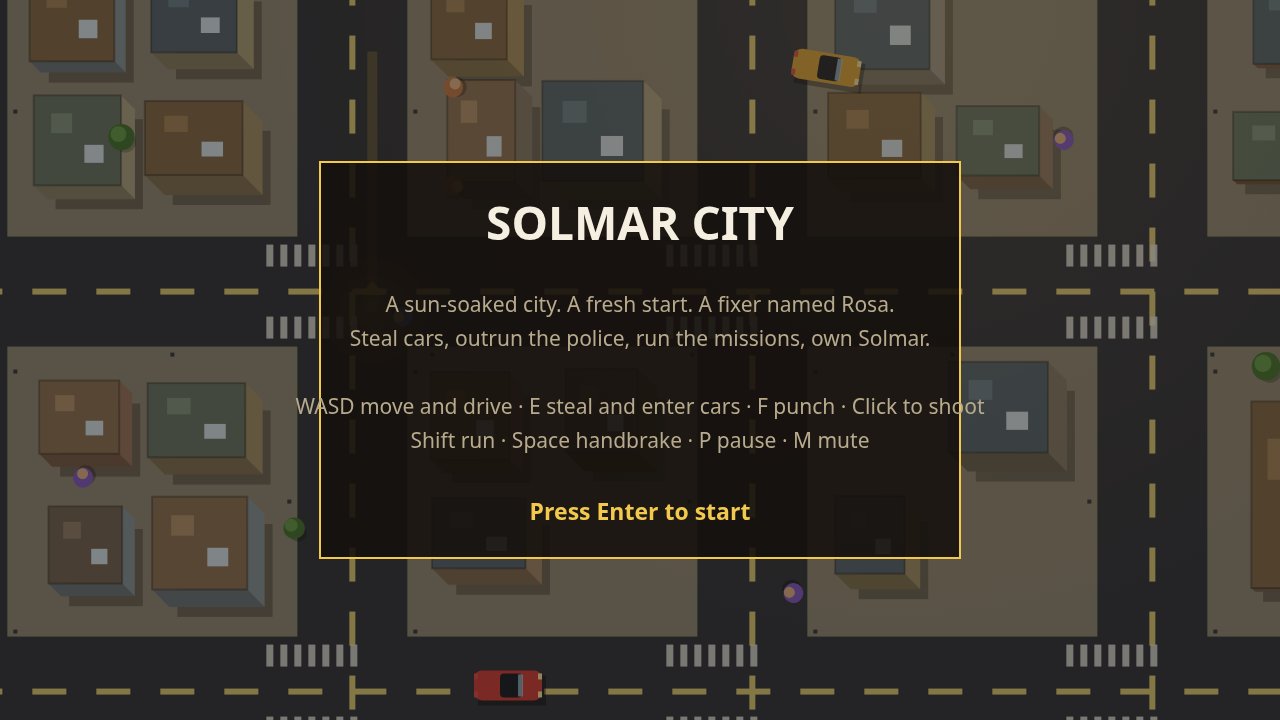 SOLMAR CITY
A sun-soaked city. A fresh start. A fixer named Rosa.
Steal cars, outrun the police, run the missions, own Solmar.
WASD move and drive · E steal and enter cars · F punch · Click to shoot
Shift run · Space handbrake · P pause · M mute
Press Enter to start